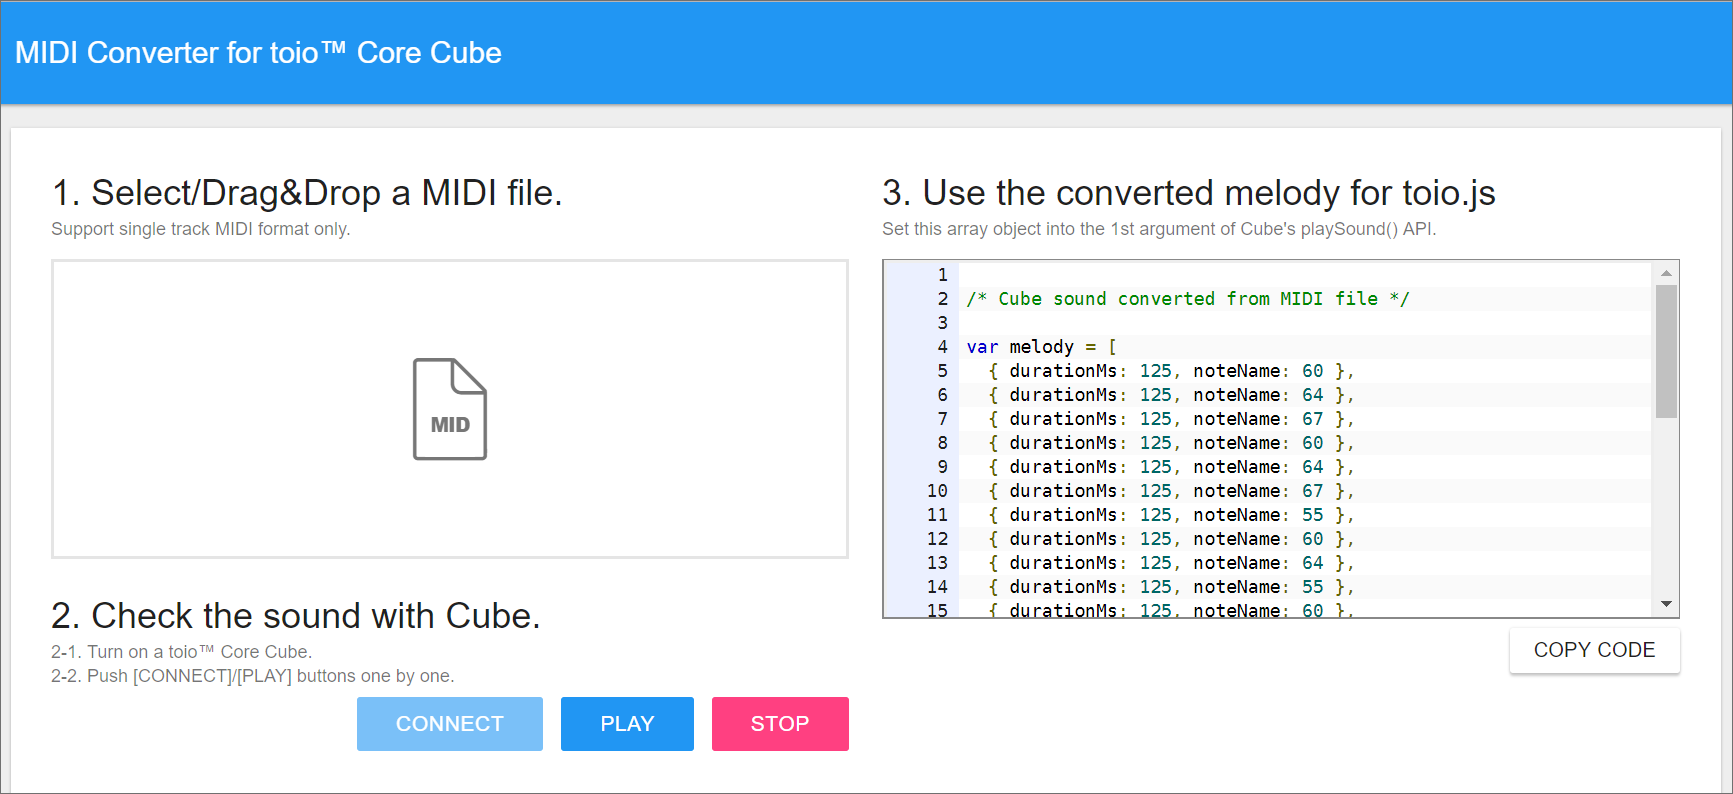 MIDI Converter for toio™ Core Cube
1. Select/Drag&Drop a MIDI file.
Support single track MIDI format only.
MID
2. Check the sound with Cube.
2-1. Turn on a toio™ Core Cube.
2-2. Push [CONNECT]/[PLAY] buttons one by one.
CONNECT PLAY STOP
3. Use the converted melody for toio.js
Set this array object into the 1st argument of Cube's playSound() API.
1
2 /* Cube sound converted from MIDI file */
3
4 var melody = [
5 { durationMs: 125, noteName: 60 },
6 { durationMs: 125, noteName: 64 },
7 { durationMs: 125, noteName: 67 },
8 { durationMs: 125, noteName: 60 },
9 { durationMs: 125, noteName: 64 },
10 { durationMs: 125, noteName: 67 },
11 { durationMs: 125, noteName: 55 },
12 { durationMs: 125, noteName: 60 },
13 { durationMs: 125, noteName: 64 },
14 { durationMs: 125, noteName: 55 },
15 { durationMs: 125, noteName: 60 },
COPY CODE